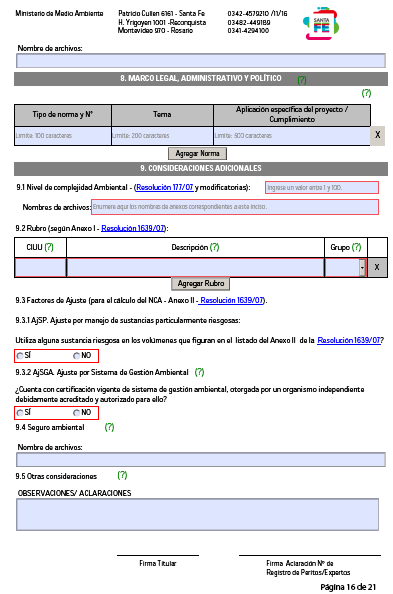 Ministerio de Medio Ambiente
Patricio Cullen 6161 - Santa Fe
H. Yrigoyen 1001 -Reconquista
Montevideo 970 - Rosario
0342-4579210 /11/16
03482-449189
0341-4294100
SANTA
FE
Nombre de archivos:
8. MARCO LEGAL, ADMINISTRATIVO Y POLÍTICO (?)
(?)
Tipo de norma y N° Tema Aplicación específica del proyecto /
Cumplimiento
Límite: 100 caracteres Límite: 200 caracteres Límite: 300 caracteres X
Agregar Norma
9. CONSIDERACIONES ADICIONALES
9.1 Nivel de complejidad Ambiental - (Resolución 177/07 y modificatorias): Ingrese un valor entre 1 y 100.
Nombres de archivos: Enumere aquí los nombres de anexos correspondientes a este inciso.
9.2 Rubro (según Anexo I - Resolución 1639/07):
CIIU (?) Descripción (?) Grupo (?)
X
Agregar Rubro
9.3 Factores de Ajuste (para el cálculo del NCA - Anexo II - Resolución 1639/07).
9.3.1 AjSP. Ajuste por manejo de sustancias particularmente riesgosas:
Utiliza alguna sustancia riesgosa en los volúmenes que figuran en el listado del Anexo II de la Resolución 1639/07?
SÍ NO
9.3.2 AjSGA. Ajuste por Sistema de Gestión Ambiental (?)
¿Cuenta con certificación vigente de sistema de gestión ambiental, otorgada por un organismo independiente
debidamente acreditado y autorizado para ello?
SÍ NO
9.4 Seguro ambiental (?)
Nombre de archivos:
9.5 Otras consideraciones (?)
OBSERVACIONES/ ACLARACIONES
Firma Titular
Firma Aclaración Nº de
Registro de Peritos/Expertos
Página 16 de 21